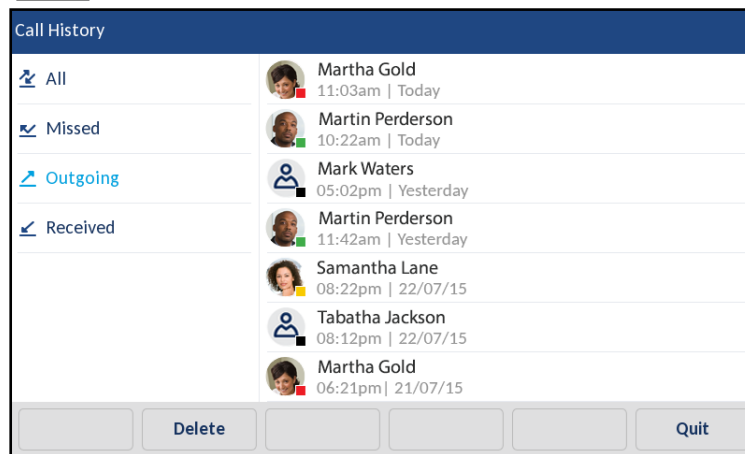 Call History
All
Missed
Outgoing
Received
Martha Gold
11:03am | Today
Martin Perderson
10:22am | Today
Mark Waters
05:02pm | Yesterday
Martin Perderson
11:42am | Yesterday
Samantha Lane
08:22pm | 22/07/15
Tabatha Jackson
08:12pm | 22/07/15
Martha Gold
06:21pm| 21/07/15
Delete
Quit